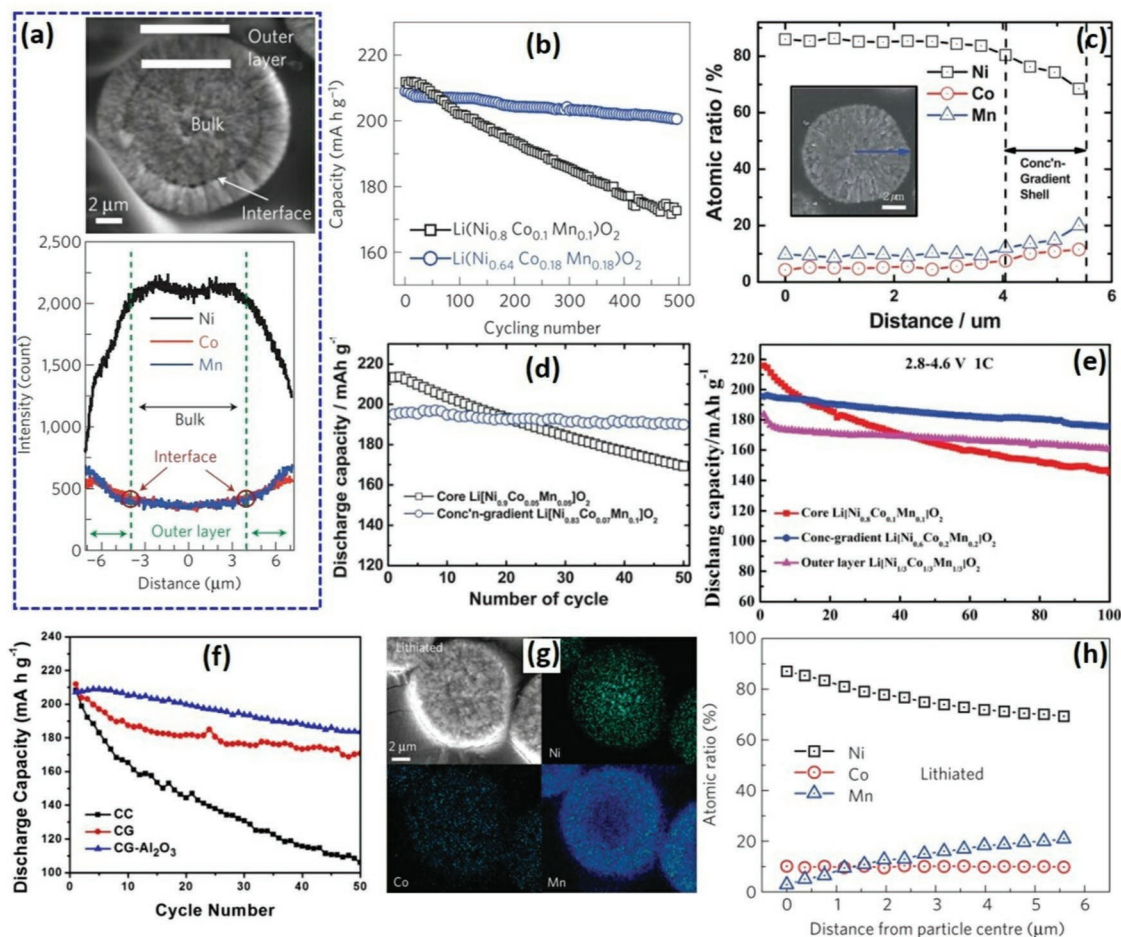 (a)
Outer
layer
Bulk
Interface
2 μm
2,500
2,000
1,500
1,000
500
0
Intensity (count)
Ni
Co
Mn
Bulk
Interface
Outer layer
−6 −3 0 3 6
Distance (μm)
(b)
Capacity (mA h g⁻¹)
220
200
180
160
Li(Ni0.8 Co0.1 Mn0.1)O2
Li(Ni0.64 Co0.18 Mn0.18)O2
0 100 200 300 400 500
Cycling number
(c)
Atomic ratio / %
80
60
40
20
0
Ni
Co
Mn
2 μm
Conc'n-
Gradient
Shell
0 2 4 6
Distance / um
(d)
Discharge capacity / mAh g⁻¹
220
200
180
160
140
Core Li[Ni0.9Co0.05Mn0.05]O2
Conc'n-gradient Li[Ni0.83Co0.07Mn0.1]O2
0 10 20 30 40 50
Number of cycle
(e)
2.8-4.6 V 1C
Dischang capacity/mAh g⁻¹
220
200
180
160
140
120
100
80
60
Core Li[Ni0.8Co0.1Mn0.1]O2
Conc-gradient Li[Ni0.6Co0.2Mn0.2]O2
Outer layer Li[Ni1/3Co1/3Mn1/3]O2
0 20 40 60 80 100
(f)
Discharge Capacity (mA h g⁻¹)
240
220
200
180
160
140
120
100
CC
CG
CG-Al2O3
0 10 20 30 40 50
Cycle Number
(g)
Lithiated
2 μm
Ni
Co
Mn
(h)
Atomic ratio (%)
100
80
60
40
20
0
Ni
Co
Mn
Lithiated
0 1 2 3 4 5 6
Distance from particle centre (μm)